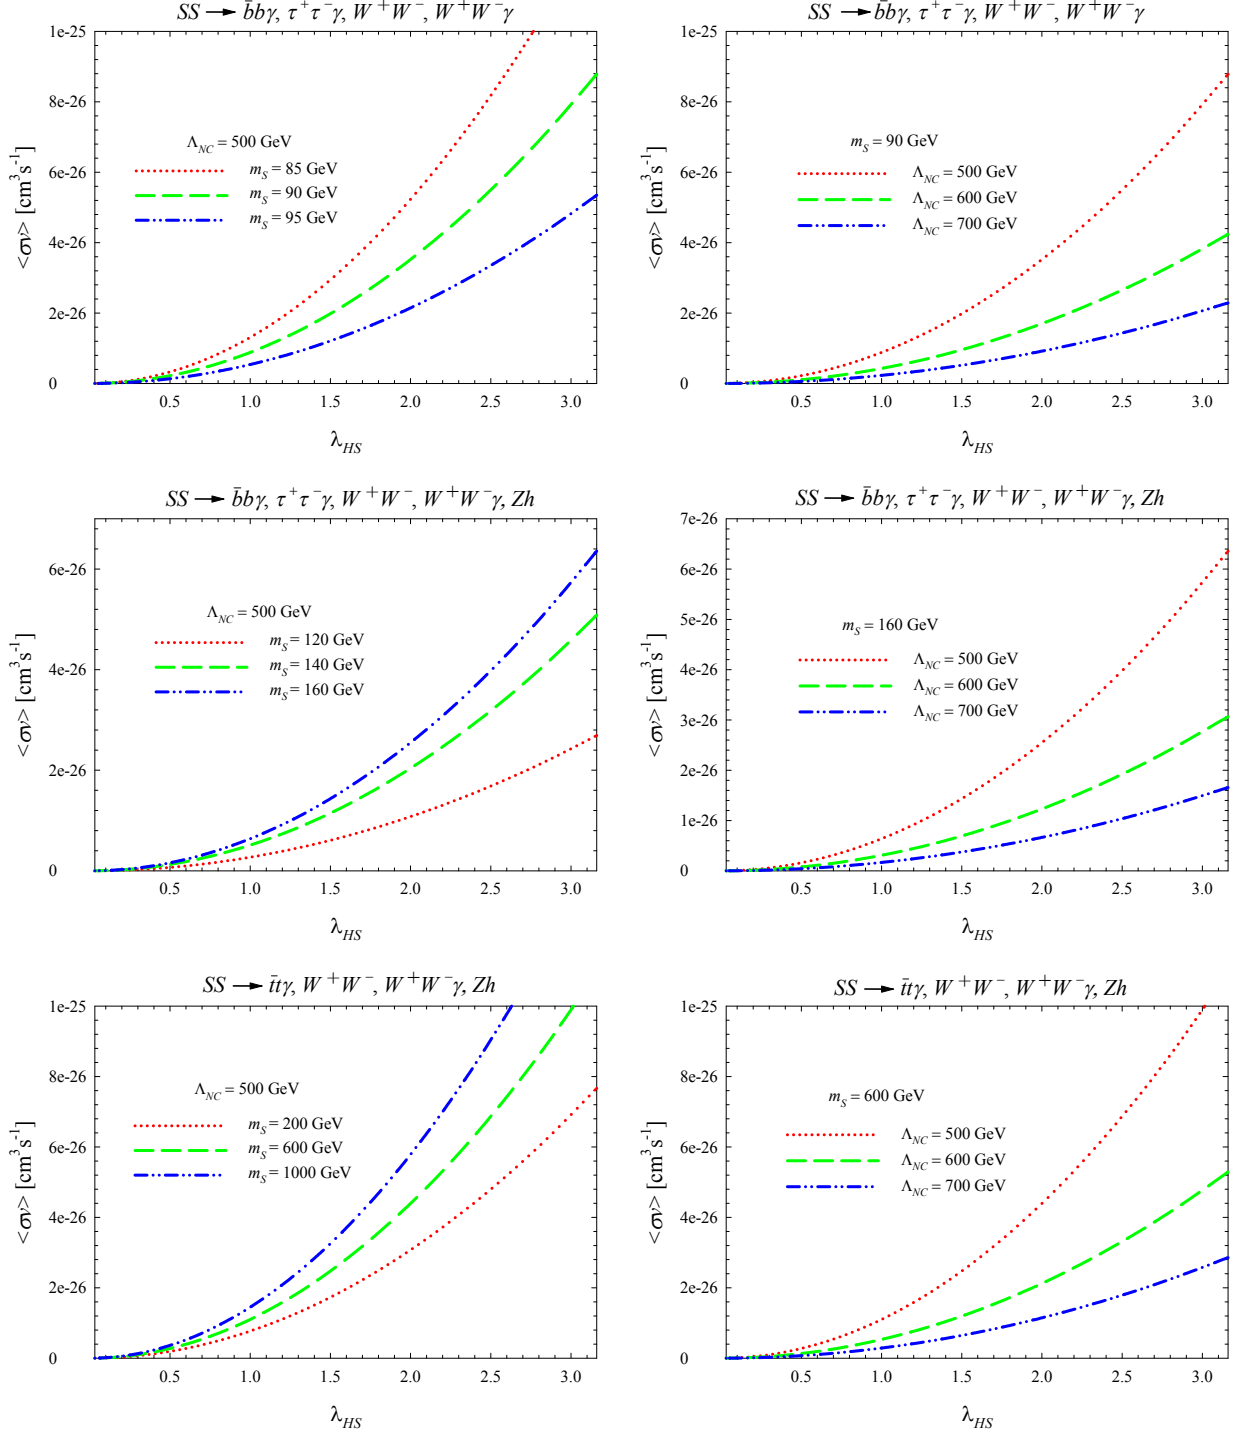 SS → b̄bγ, τ⁺τ⁻γ, W⁺W⁻, W⁺W⁻γ
1e-25
8e-26
6e-26
4e-26
2e-26
0
<σv> [cm³s⁻¹]
Λ_NC = 500 GeV
m_S = 85 GeV
m_S = 90 GeV
m_S = 95 GeV
0.5 1.0 1.5 2.0 2.5 3.0
λ_HS
SS → b̄bγ, τ⁺τ⁻γ, W⁺W⁻, W⁺W⁻γ
1e-25
8e-26
6e-26
4e-26
2e-26
0
<σv> [cm³s⁻¹]
m_S = 90 GeV
Λ_NC = 500 GeV
Λ_NC = 600 GeV
Λ_NC = 700 GeV
0.5 1.0 1.5 2.0 2.5 3.0
λ_HS
SS → b̄bγ, τ⁺τ⁻γ, W⁺W⁻, W⁺W⁻γ, Zh
6e-26
4e-26
2e-26
0
<σv> [cm³s⁻¹]
Λ_NC = 500 GeV
m_S = 120 GeV
m_S = 140 GeV
m_S = 160 GeV
0.5 1.0 1.5 2.0 2.5 3.0
λ_HS
SS → b̄bγ, τ⁺τ⁻γ, W⁺W⁻, W⁺W⁻γ, Zh
7e-26
6e-26
5e-26
4e-26
3e-26
2e-26
1e-26
0
<σv> [cm³s⁻¹]
m_S = 160 GeV
Λ_NC = 500 GeV
Λ_NC = 600 GeV
Λ_NC = 700 GeV
0.5 1.0 1.5 2.0 2.5 3.0
λ_HS
SS → t̄tγ, W⁺W⁻, W⁺W⁻γ, Zh
1e-25
8e-26
6e-26
4e-26
2e-26
0
<σv> [cm³s⁻¹]
Λ_NC = 500 GeV
m_S = 200 GeV
m_S = 600 GeV
m_S = 1000 GeV
0.5 1.0 1.5 2.0 2.5 3.0
λ_HS
SS → t̄tγ, W⁺W⁻, W⁺W⁻γ, Zh
1e-25
8e-26
6e-26
4e-26
2e-26
0
<σv> [cm³s⁻¹]
m_S = 600 GeV
Λ_NC = 500 GeV
Λ_NC = 600 GeV
Λ_NC = 700 GeV
0.5 1.0 1.5 2.0 2.5 3.0
λ_HS